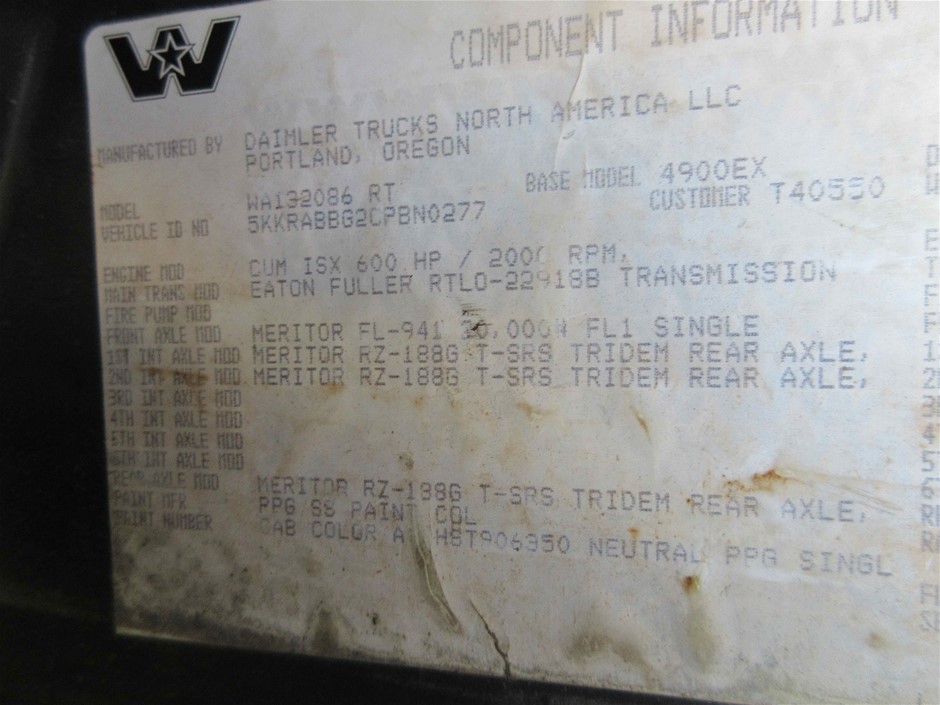 COMPONENT INFORMATION
MANUFACTURED BY DAIMLER TRUCKS NORTH AMERICA LLC
PORTLAND, OREGON
MODEL WA132086 RT BASE MODEL 4900EX
VEHICLE ID NO 5KKRABBG2CPBN0277 CUSTOMER T40550
ENGINE MOD CUM ISX 600 HP / 2000 RPM,
MAIN TRANS MOD EATON FULLER RTLO-22918B TRANSMISSION
FIRE PUMP MOD
FRONT AXLE MOD MERITOR FL-941 20,000# FL1 SINGLE
1ST INT AXLE MOD MERITOR RZ-188G T-SRS TRIDEM REAR AXLE,
2ND INT AXLE MOD MERITOR RZ-188G T-SRS TRIDEM REAR AXLE,
3RD INT AXLE MOD
4TH INT AXLE MOD
5TH INT AXLE MOD
6TH INT AXLE MOD
REAR AXLE MOD MERITOR RZ-188G T-SRS TRIDEM REAR AXLE,
PAINT MFR PPG SS PAINT COL
PAINT NUMBER CAB COLOR A HST906350 NEUTRAL PPG SINGL